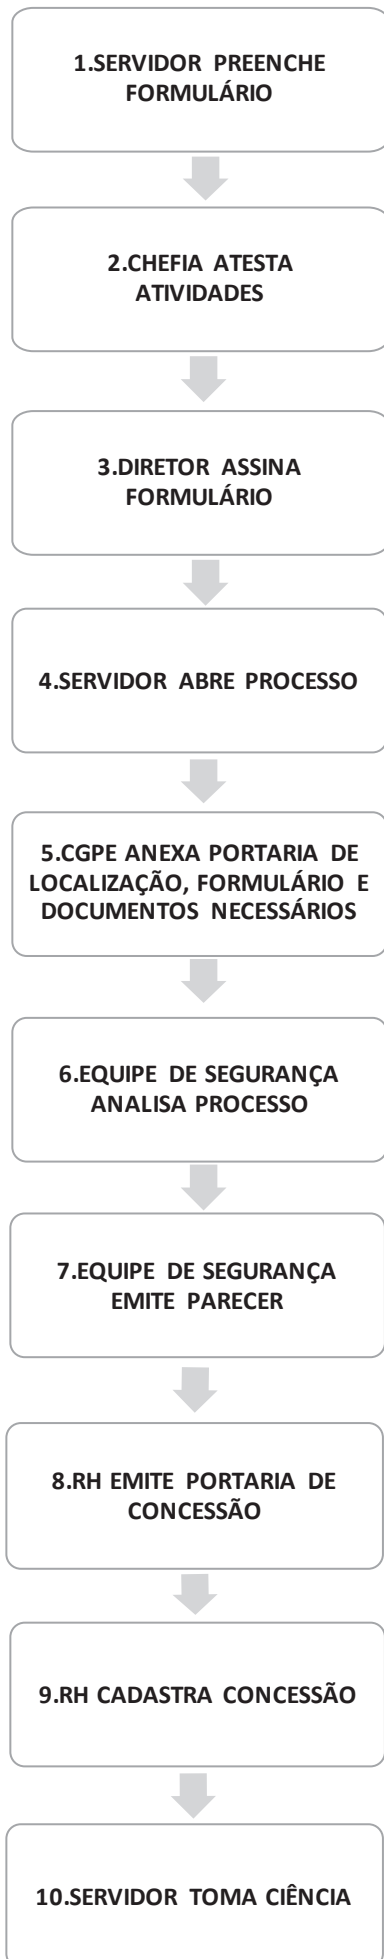 1.SERVIDOR PREENCHE
FORMULÁRIO
2.CHEFIA ATESTA
ATIVIDADES
3.DIRETOR ASSINA
FORMULÁRIO
4.SERVIDOR ABRE PROCESSO
5.CGPE ANEXA PORTARIA DE
LOCALIZAÇÃO, FORMULÁRIO E
DOCUMENTOS NECESSÁRIOS
6.EQUIPE DE SEGURANÇA
ANALISA PROCESSO
7.EQUIPE DE SEGURANÇA
EMITE PARECER
8.RH EMITE PORTARIA DE
CONCESSÃO
9.RH CADASTRA CONCESSÃO
10.SERVIDOR TOMA CIÊNCIA